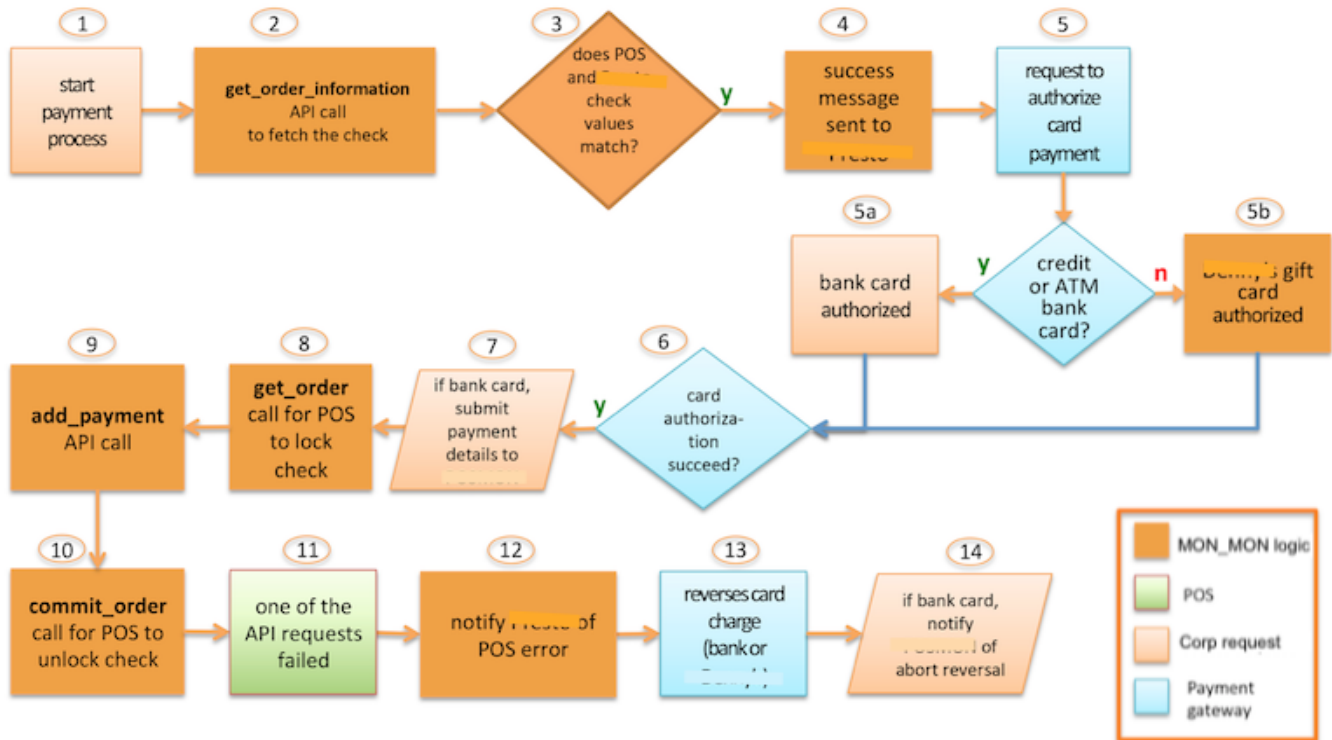 1
start
payment
process
2
get_order_information
API call
to fetch the check
3
does POS
and
check
values
match?
y
4
success
message
sent to
5
request to
authorize
card
payment
5a
bank card
authorized
y
credit
or ATM
bank
card?
n
5b
gift
card
authorized
9
add_payment
API call
8
get_order
call for POS
to lock
check
7
if bank card,
submit
payment
details to
y
6
card
authoriza-
tion
succeed?
10
commit_order
call for POS to
unlock check
11
one of the
API requests
failed
12
notify of
POS error
13
reverses card
charge
(bank or
14
if bank card,
notify
of
abort reversal
MON_MON logic
POS
Corp request
Payment
gateway